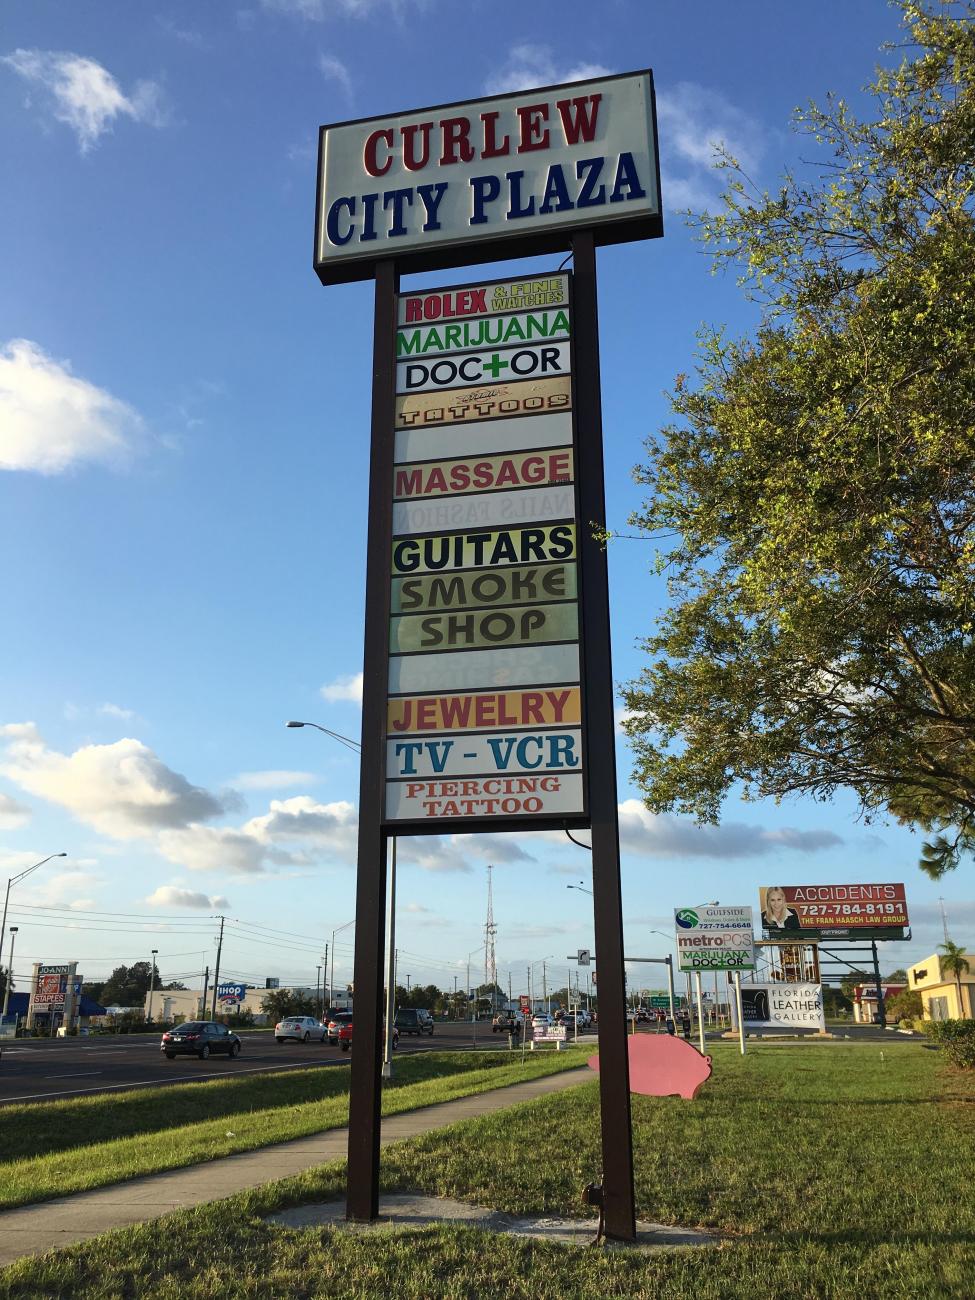 CURLEW
CITY PLAZA
ROLEX & FINE WATCHES
MARIJUANA
DOCTOR
TATTOOS
MASSAGE
NAILS FASHION
GUITARS
SMOKE
SHOP
JEWELRY
TV - VCR
PIERCING
TATTOO
ACCIDENTS
727-784-8191
THE FRAN HAASCH LAW GROUP
OUTFRONT
GULFSIDE
727-754-6648
metroPCS
MARIJUANA
DOCTOR
FLORIDA
LEATHER
GALLERY
JO-ANN
STAPLES
IHOP